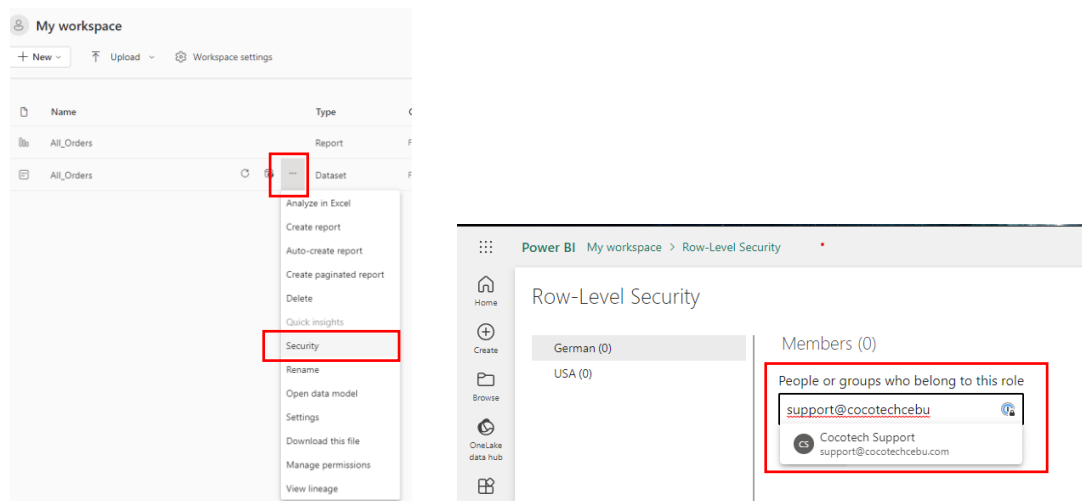 My workspace
New
Upload
Workspace settings
Name Type
All_Orders Report F
All_Orders ... Dataset F
Analyze in Excel
Create report
Auto-create report
Create paginated report
Delete
Quick insights
Security
Rename
Open data model
Settings
Download this file
Manage permissions
View lineage
Power BI My workspace > Row-Level Security
Home
Create
Browse
OneLake
data hub
Row-Level Security
German (0)
USA (0)
Members (0)
People or groups who belong to this role
support@cocotechcebu
CS
Cocotech Support
support@cocotechcebu.com